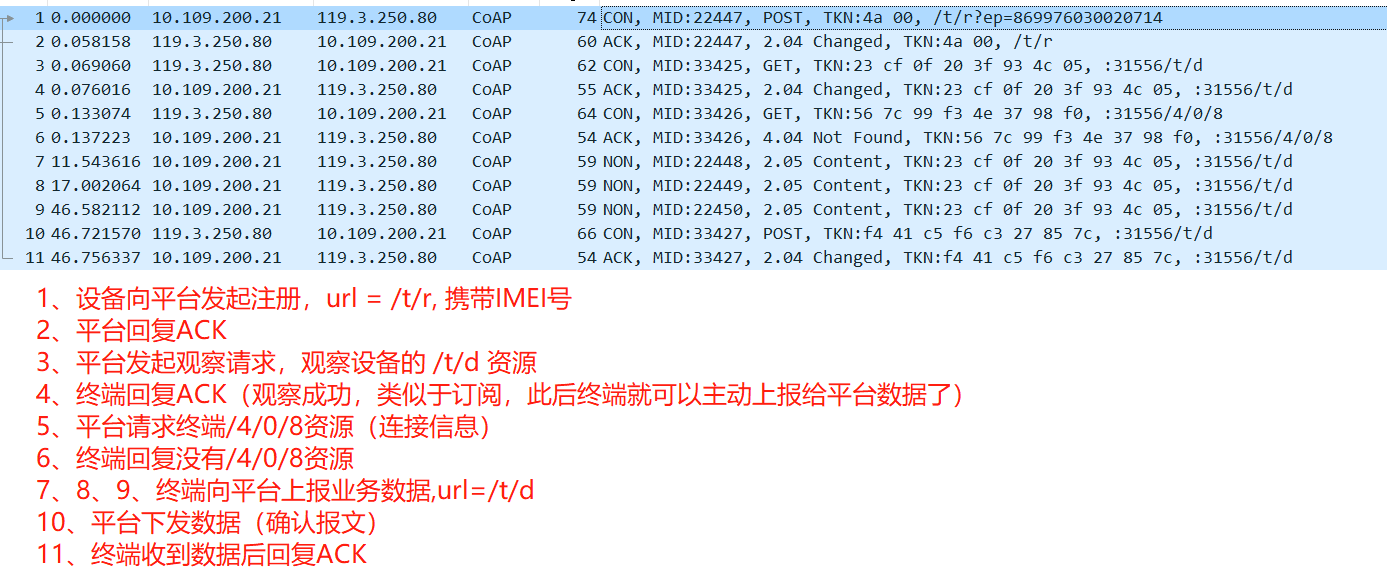 1 0.000000 10.109.200.21 119.3.250.80 CoAP 74 CON, MID:22447, POST, TKN:4a 00, /t/r?ep=869976030020714
2 0.058158 119.3.250.80 10.109.200.21 CoAP 60 ACK, MID:22447, 2.04 Changed, TKN:4a 00, /t/r
3 0.069060 119.3.250.80 10.109.200.21 CoAP 62 CON, MID:33425, GET, TKN:23 cf 0f 20 3f 93 4c 05, :31556/t/d
4 0.076016 10.109.200.21 119.3.250.80 CoAP 55 ACK, MID:33425, 2.04 Changed, TKN:23 cf 0f 20 3f 93 4c 05, :31556/t/d
5 0.133074 119.3.250.80 10.109.200.21 CoAP 64 CON, MID:33426, GET, TKN:56 7c 99 f3 4e 37 98 f0, :31556/4/0/8
6 0.137223 10.109.200.21 119.3.250.80 CoAP 54 ACK, MID:33426, 4.04 Not Found, TKN:56 7c 99 f3 4e 37 98 f0, :31556/4/0/8
7 11.543616 10.109.200.21 119.3.250.80 CoAP 59 NON, MID:22448, 2.05 Content, TKN:23 cf 0f 20 3f 93 4c 05, :31556/t/d
8 17.002064 10.109.200.21 119.3.250.80 CoAP 59 NON, MID:22449, 2.05 Content, TKN:23 cf 0f 20 3f 93 4c 05, :31556/t/d
9 46.582112 10.109.200.21 119.3.250.80 CoAP 59 NON, MID:22450, 2.05 Content, TKN:23 cf 0f 20 3f 93 4c 05, :31556/t/d
10 46.721570 119.3.250.80 10.109.200.21 CoAP 66 CON, MID:33427, POST, TKN:f4 41 c5 f6 c3 27 85 7c, :31556/t/d
11 46.756337 10.109.200.21 119.3.250.80 CoAP 54 ACK, MID:33427, 2.04 Changed, TKN:f4 41 c5 f6 c3 27 85 7c, :31556/t/d
1、设备向平台发起注册，url = /t/r, 携带IMEI号
2、平台回复ACK
3、平台发起观察请求，观察设备的 /t/d 资源
4、终端回复ACK（观察成功，类似于订阅，此后终端就可以主动上报给平台数据了）
5、平台请求终端/4/0/8资源（连接信息）
6、终端回复没有/4/0/8资源
7、8、9、终端向平台上报业务数据,url=/t/d
10、平台下发数据（确认报文）
11、终端收到数据后回复ACK